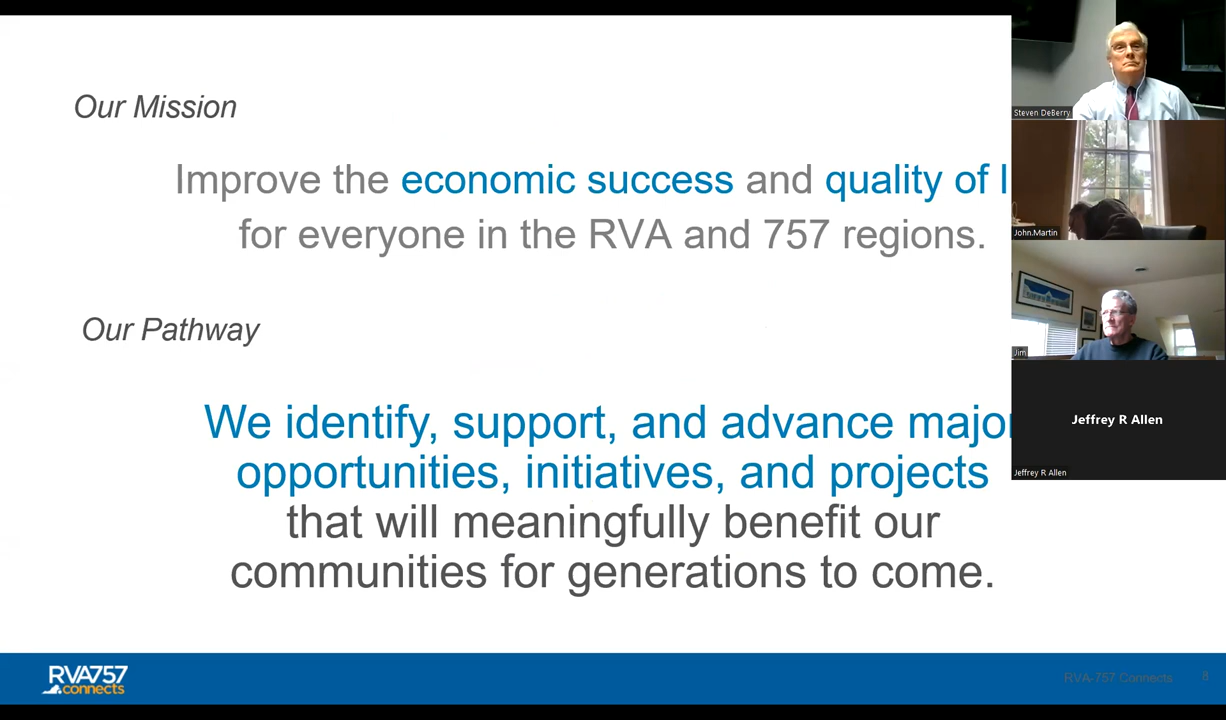 Our Mission
Improve the economic success and quality of l
for everyone in the RVA and 757 regions.
Our Pathway
We identify, support, and advance major
opportunities, initiatives, and projects
that will meaningfully benefit our
communities for generations to come.
RVA757
connects
RVA-757 Connects
8
Steven DeBerry
John.Martin
Jim
Jeffrey R Allen
Jeffrey R Allen